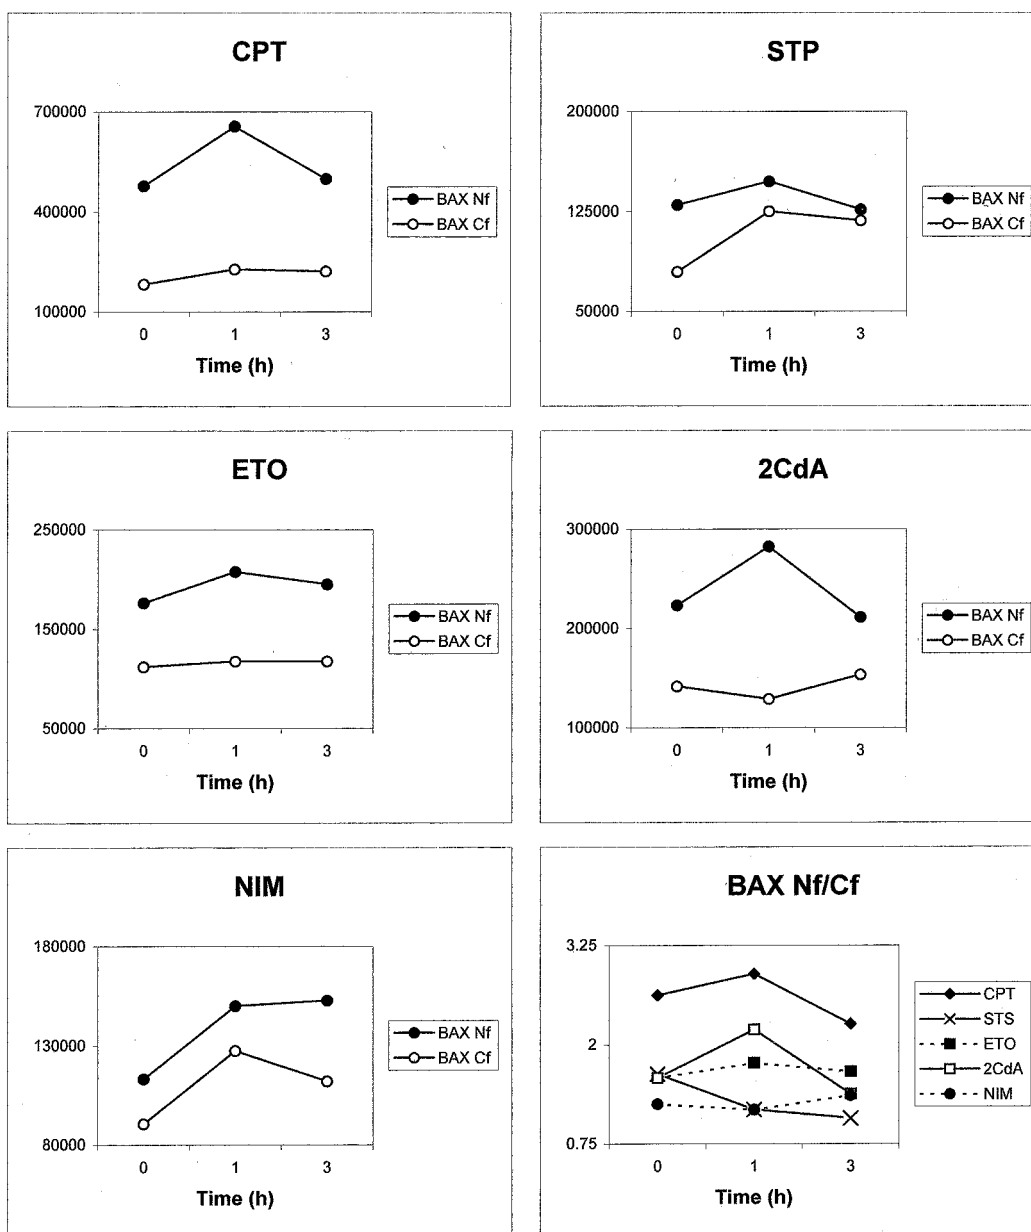 CPT
700000
400000
100000
0 1 3
Time (h)
BAX Nf
BAX Cf
STP
200000
125000
50000
0 1 3
Time (h)
BAX Nf
BAX Cf
ETO
250000
150000
50000
0 1 3
Time (h)
BAX Nf
BAX Cf
2CdA
300000
200000
100000
0 1 3
Time (h)
BAX Nf
BAX Cf
NIM
180000
130000
80000
0 1 3
Time (h)
BAX Nf
BAX Cf
BAX Nf/Cf
3.25
2
0.75
0 1 3
Time (h)
CPT
STS
ETO
2CdA
NIM